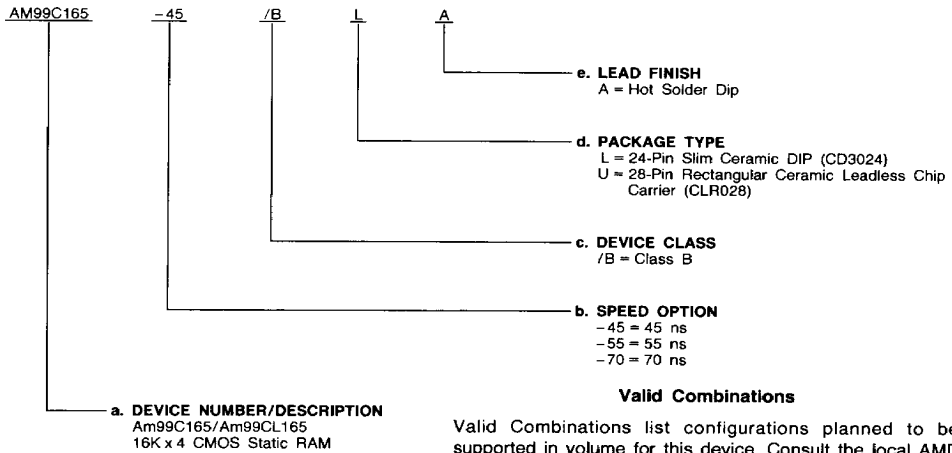 AM99C165 -45 /B L A
e. LEAD FINISH
A = Hot Solder Dip
d. PACKAGE TYPE
L = 24-Pin Slim Ceramic DIP (CD3024)
U = 28-Pin Rectangular Ceramic Leadless Chip
Carrier (CLR028)
c. DEVICE CLASS
/B = Class B
b. SPEED OPTION
-45 = 45 ns
-55 = 55 ns
-70 = 70 ns
a. DEVICE NUMBER/DESCRIPTION
Am99C165/Am99CL165
16K x 4 CMOS Static RAM
Valid Combinations
Valid Combinations list configurations planned to be
supported in volume for this device. Consult the local AMD